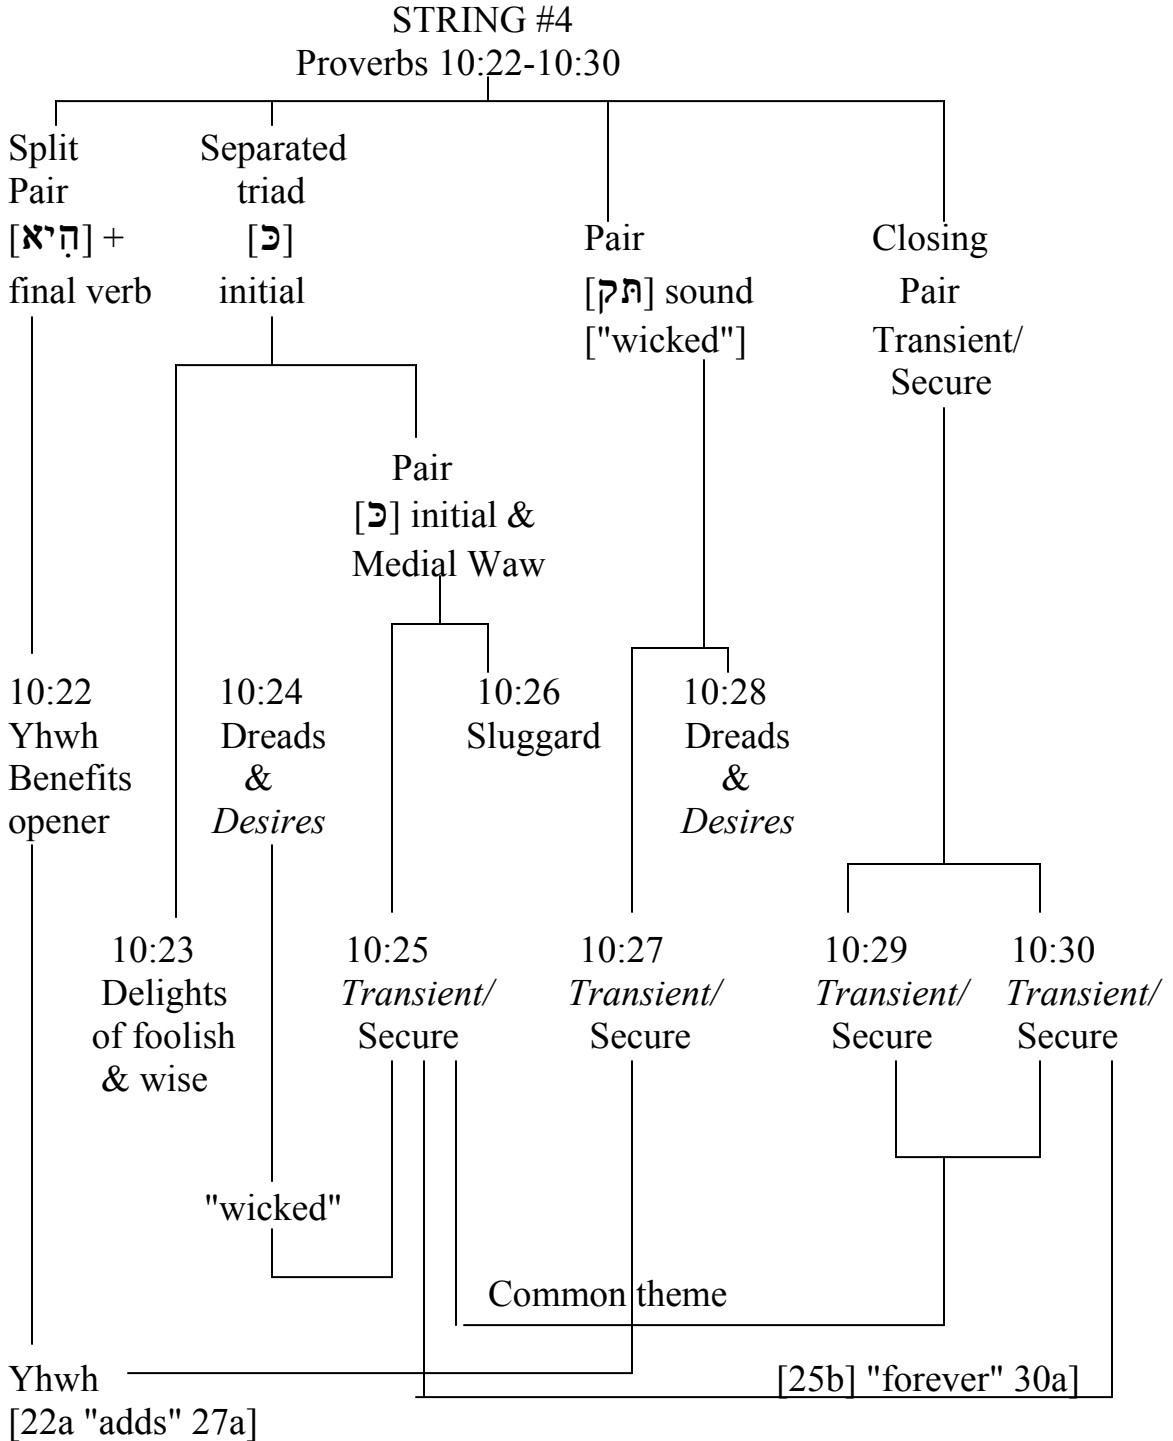 STRING #4
Proverbs 10:22-10:30
Split
Pair
[הִיא] +
final verb
Separated
triad
[כּ]
initial
Pair
[תּק] sound
["wicked"]
Closing
Pair
Transient/
Secure
Pair
[כּ] initial &
Medial Waw
10:22
Yhwh
Benefits
opener
10:24
Dreads
&
Desires
10:26
Sluggard
10:28
Dreads
&
Desires
10:23
Delights
of foolish
& wise
10:25
Transient/
Secure
10:27
Transient/
Secure
10:29
Transient/
Secure
10:30
Transient/
Secure
"wicked"
Common theme
Yhwh
[22a "adds" 27a]
[25b] "forever" 30a]